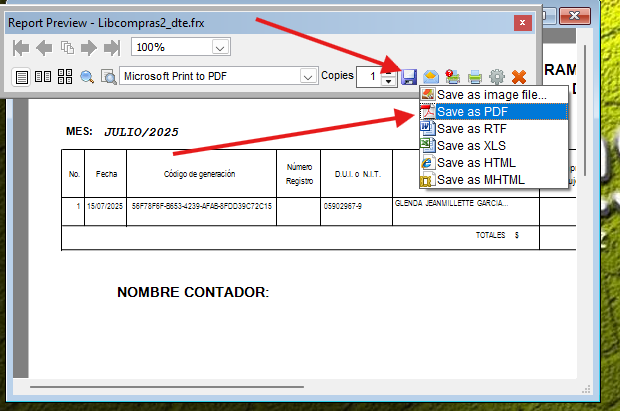 Report Preview - Libcompras2_dte.frx
100%
Microsoft Print to PDF
Copies 1
Save as image file...
Save as PDF
Save as RTF
Save as XLS
Save as HTML
Save as MHTML
RAM
D
MES: JULIO/2025
No. Fecha Código de generación Número Registro D.U.I. o N.I.T.
1 15/07/2025 56F78F6F-B653-4239-AFAB-8FDD39C72C15 05902967-9 GLENDA JEANMILLETTE GARCIA...
TOTALES $
NOMBRE CONTADOR: